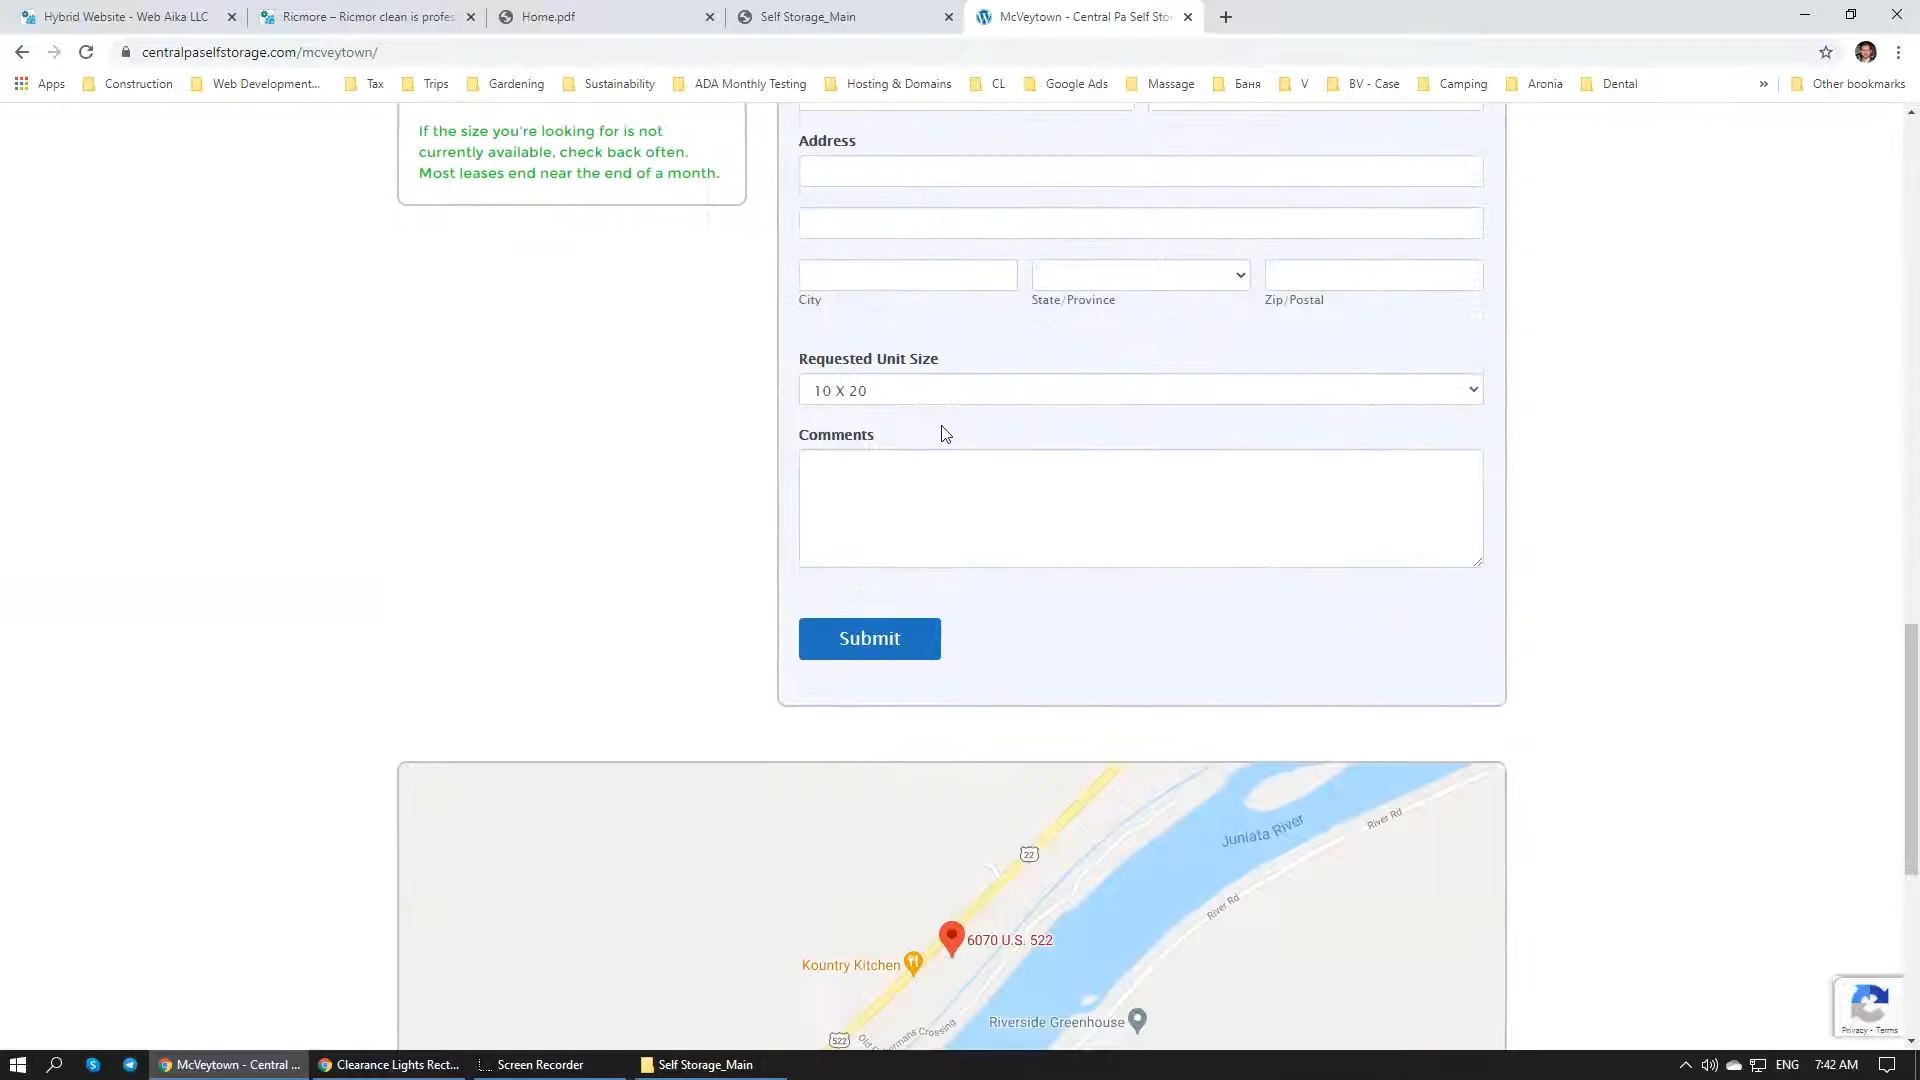 Hybrid Website - Web Aika LLC
Ricmore – Ricmor clean is profes
Home.pdf
Self Storage_Main
McVeytown - Central Pa Self Sto
centralpaselfstorage.com/mcveytown/
Apps
Construction
Web Development...
Tax
Trips
Gardening
Sustainability
ADA Monthly Testing
Hosting & Domains
CL
Google Ads
Massage
Баня
V
BV - Case
Camping
Aronia
Dental
»
Other bookmarks
If the size you're looking for is not
currently available, check back often.
Most leases end near the end of a month.
Address
City
State/Province
Zip/Postal
Requested Unit Size
10 X 20
Comments
Submit
Juniata River
River Rd
22
River Rd
6070 U.S. 522
Kountry Kitchen
Riverside Greenhouse
522
Privacy - Terms
McVeytown - Central ...
Clearance Lights Rect...
Screen Recorder
Self Storage_Main
ENG
7:42 AM